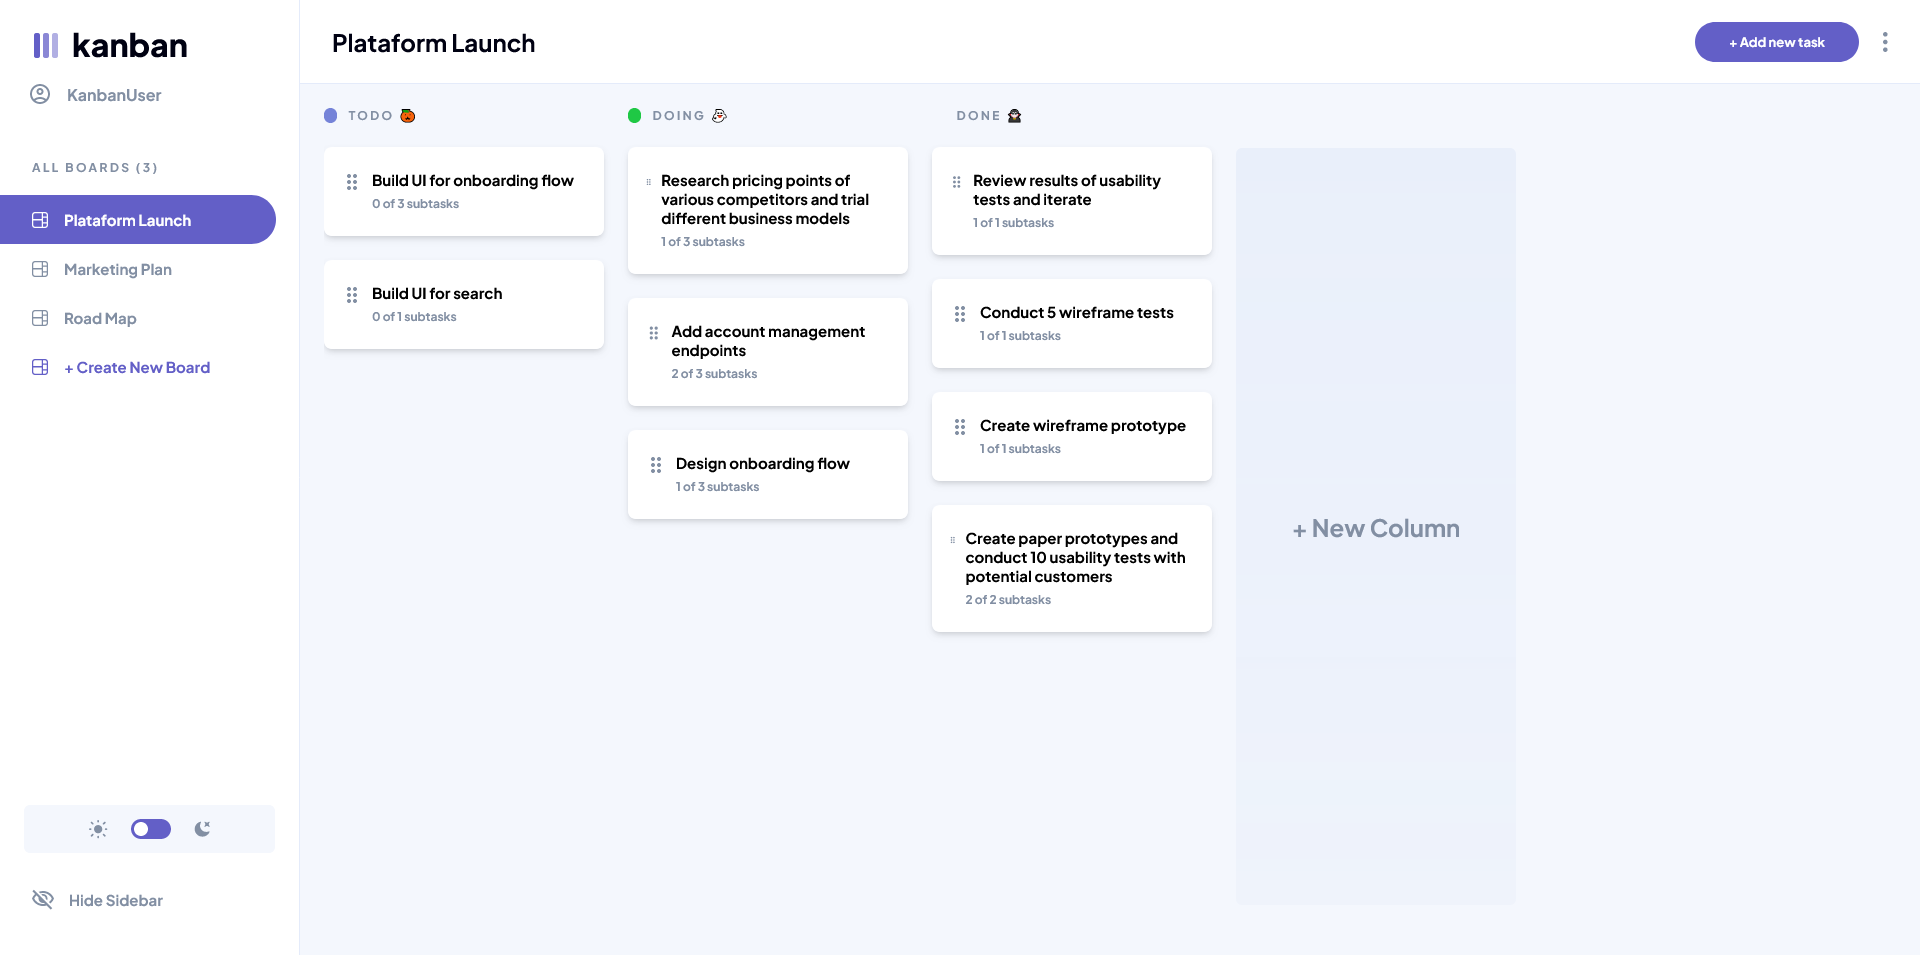 kanban
KanbanUser
ALL BOARDS (3)
Plataform Launch
Marketing Plan
Road Map
+ Create New Board
Hide Sidebar
Plataform Launch
+ Add new task
TODO
Build UI for onboarding flow
0 of 3 subtasks
Build UI for search
0 of 1 subtasks
DOING
Research pricing points of
various competitors and trial
different business models
1 of 3 subtasks
Add account management
endpoints
2 of 3 subtasks
Design onboarding flow
1 of 3 subtasks
DONE
Review results of usability
tests and iterate
1 of 1 subtasks
Conduct 5 wireframe tests
1 of 1 subtasks
Create wireframe prototype
1 of 1 subtasks
Create paper prototypes and
conduct 10 usability tests with
potential customers
2 of 2 subtasks
+ New Column